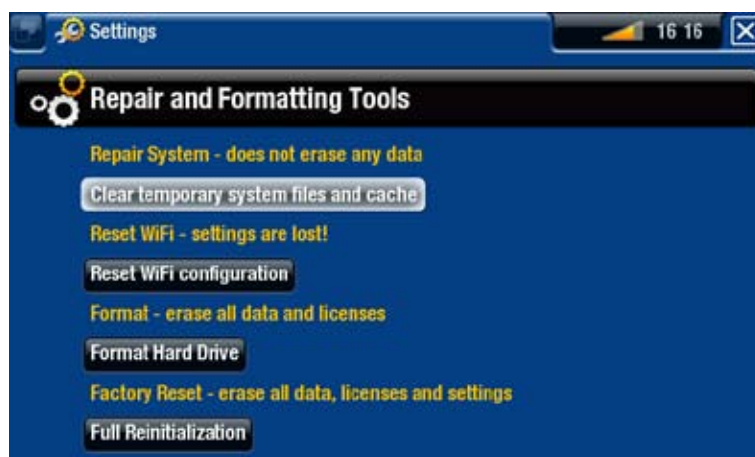 Settings
16 16
Repair and Formatting Tools
Repair System - does not erase any data
Clear temporary system files and cache
Reset WiFi - settings are lost!
Reset WiFi configuration
Format - erase all data and licenses
Format Hard Drive
Factory Reset - erase all data, licenses and settings
Full Reinitialization